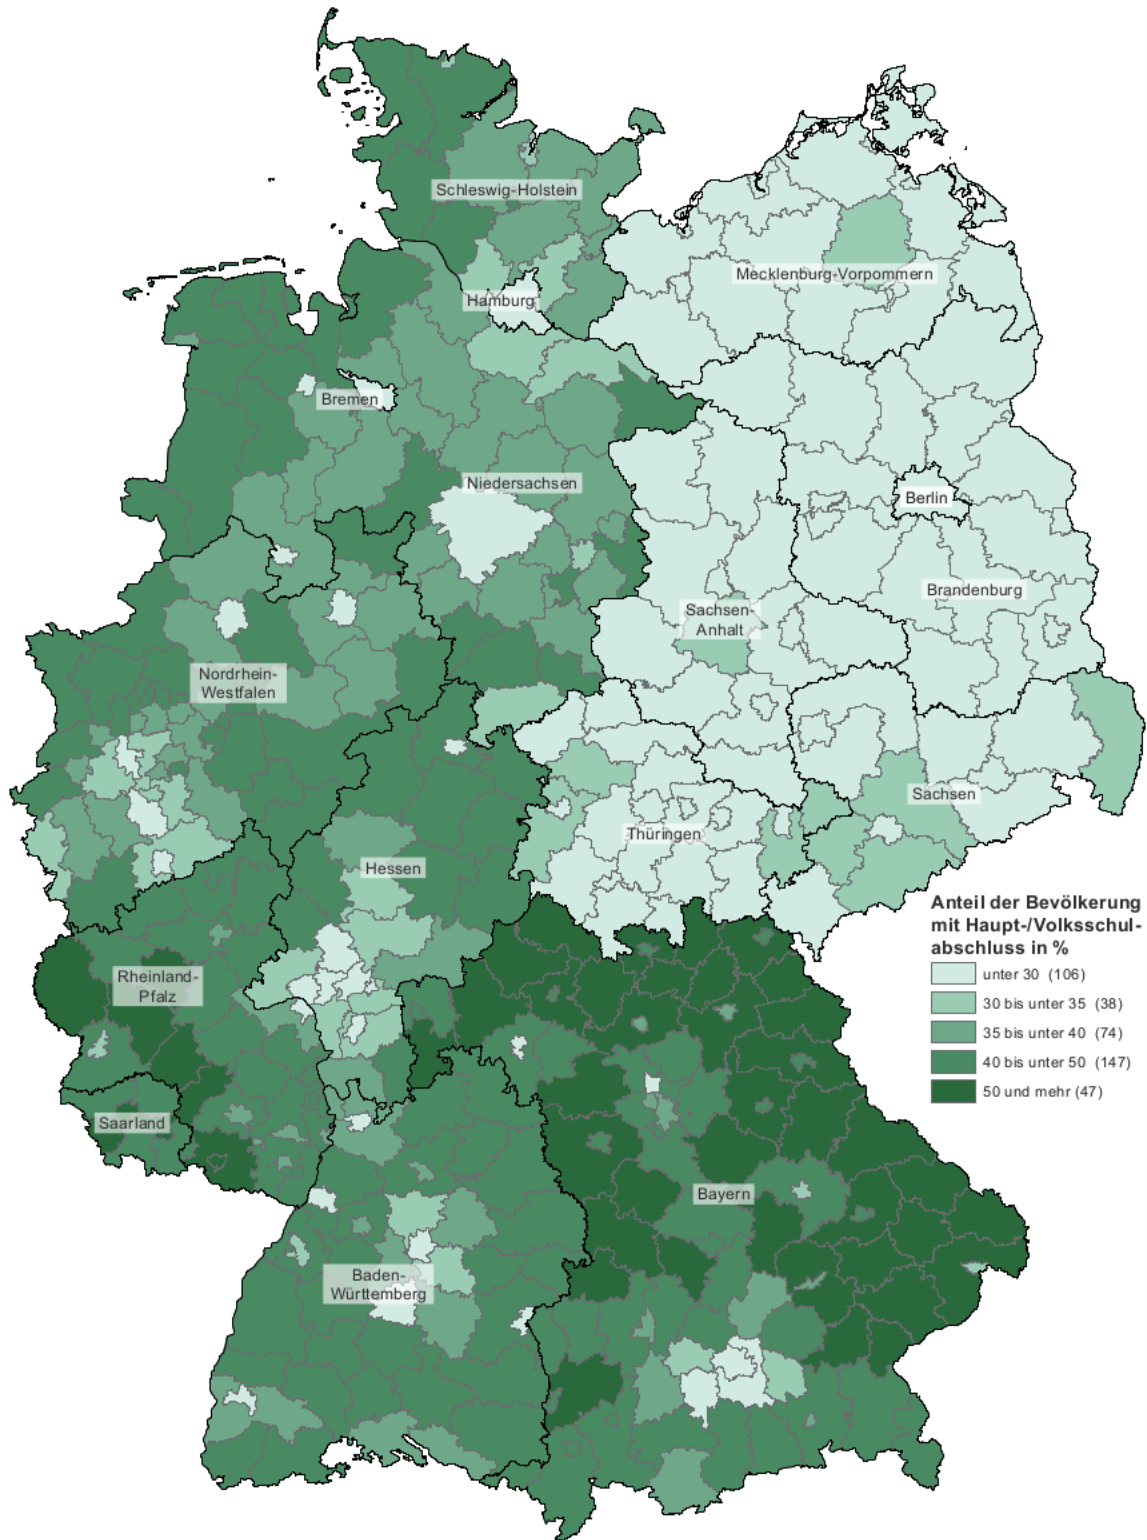 Schleswig-Holstein
Mecklenburg-Vorpommern
Hamburg
Bremen
Niedersachsen
Berlin
Brandenburg
Sachsen-
Anhalt
Nordrhein-
Westfalen
Sachsen
Thüringen
Hessen
Anteil der Bevölkerung
mit Haupt-/Volksschul-
abschluss in %
unter 30 (106)
30 bis unter 35 (38)
35 bis unter 40 (74)
40 bis unter 50 (147)
50 und mehr (47)
Rheinland-
Pfalz
Saarland
Bayern
Baden-
Württemberg